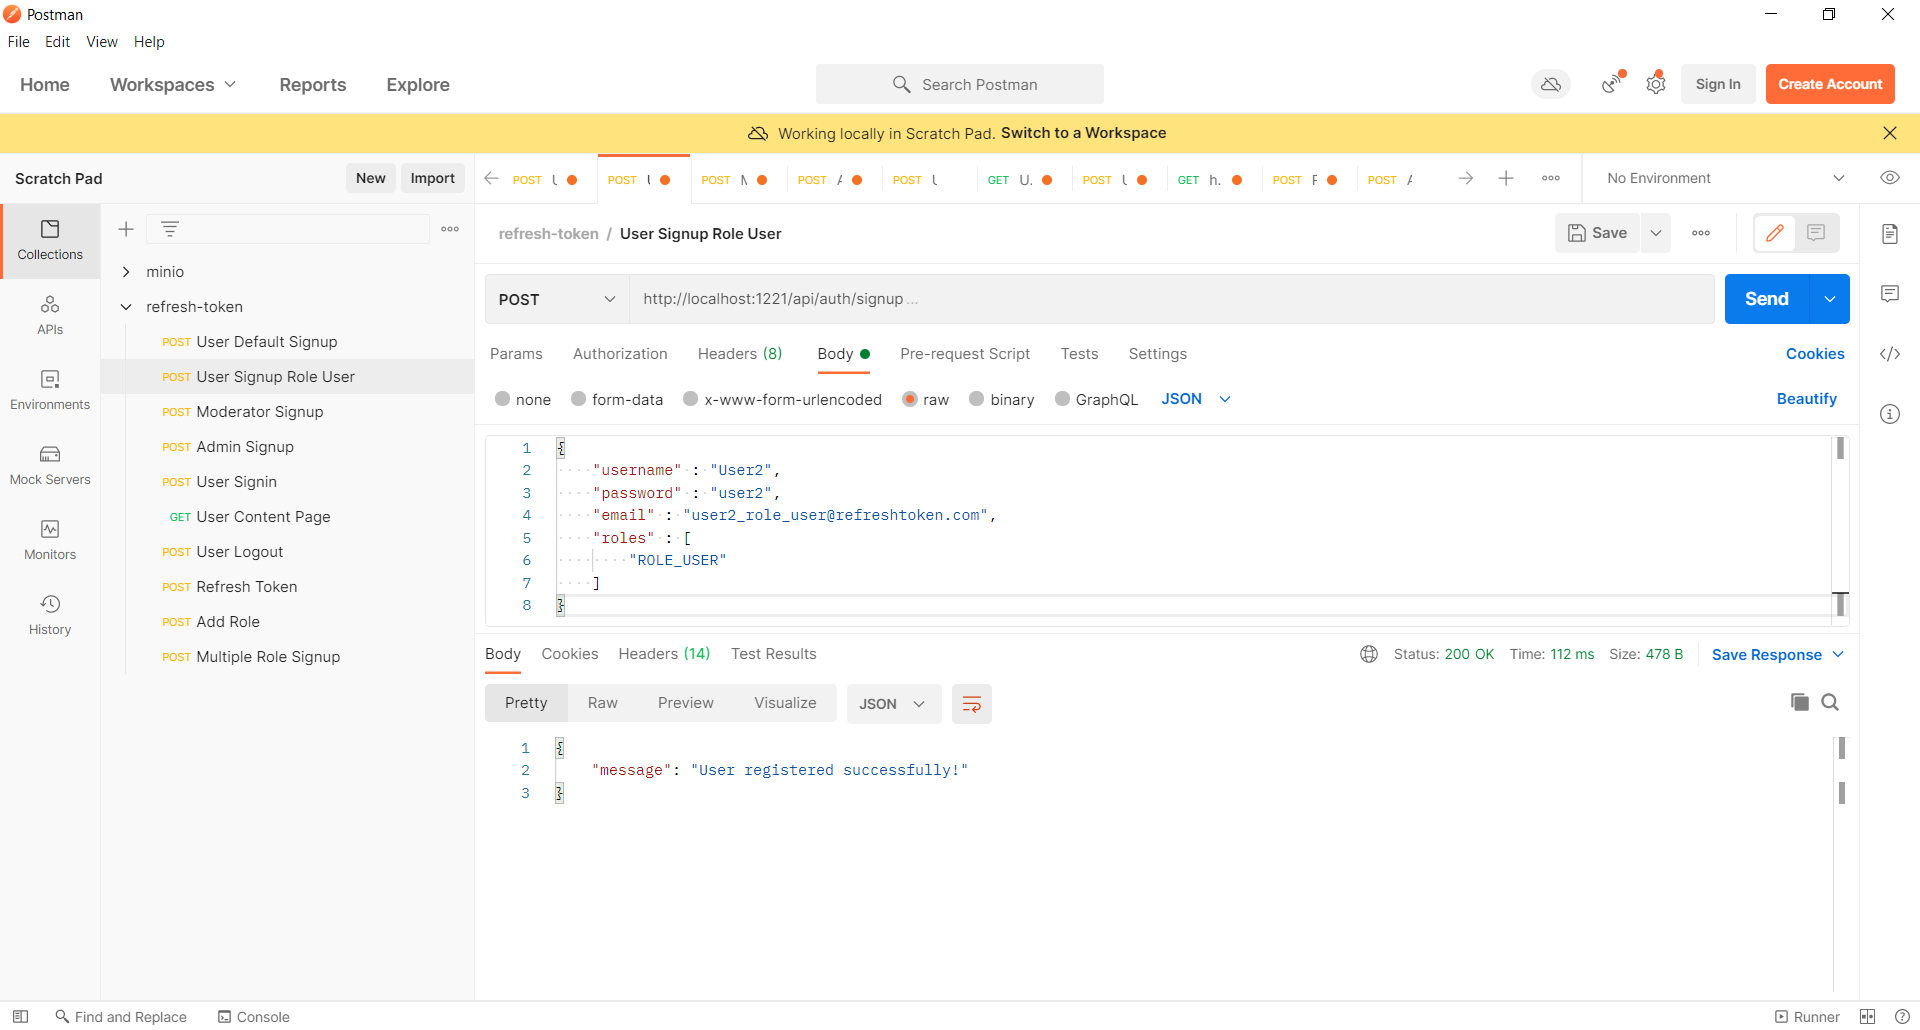 Postman
File Edit View Help
Home Workspaces Reports Explore Search Postman Sign In Create Account
Working locally in Scratch Pad. Switch to a Workspace
Scratch Pad New Import
POST POST POST M POST A POST GET U. POST GET h. POST F POST A No Environment
Collections
APIs
Environments
Mock Servers
Monitors
History
minio
refresh-token
POST User Default Signup
POST User Signup Role User
POST Moderator Signup
POST Admin Signup
POST User Signin
GET User Content Page
POST User Logout
POST Refresh Token
POST Add Role
POST Multiple Role Signup
refresh-token / User Signup Role User Save
POST http://localhost:1221/api/auth/signup ... Send
Params Authorization Headers (8) Body Pre-request Script Tests Settings Cookies
none form-data x-www-form-urlencoded raw binary GraphQL JSON Beautify
1 {
2 "username" : "User2",
3 "password" : "user2",
4 "email" : "user2_role_user@refreshtoken.com",
5 "roles" : [
6 "ROLE_USER"
7 ]
8 }
Body Cookies Headers (14) Test Results Status: 200 OK Time: 112 ms Size: 478 B Save Response
Pretty Raw Preview Visualize JSON
1 {
2 "message": "User registered successfully!"
3 }
Find and Replace Console Runner